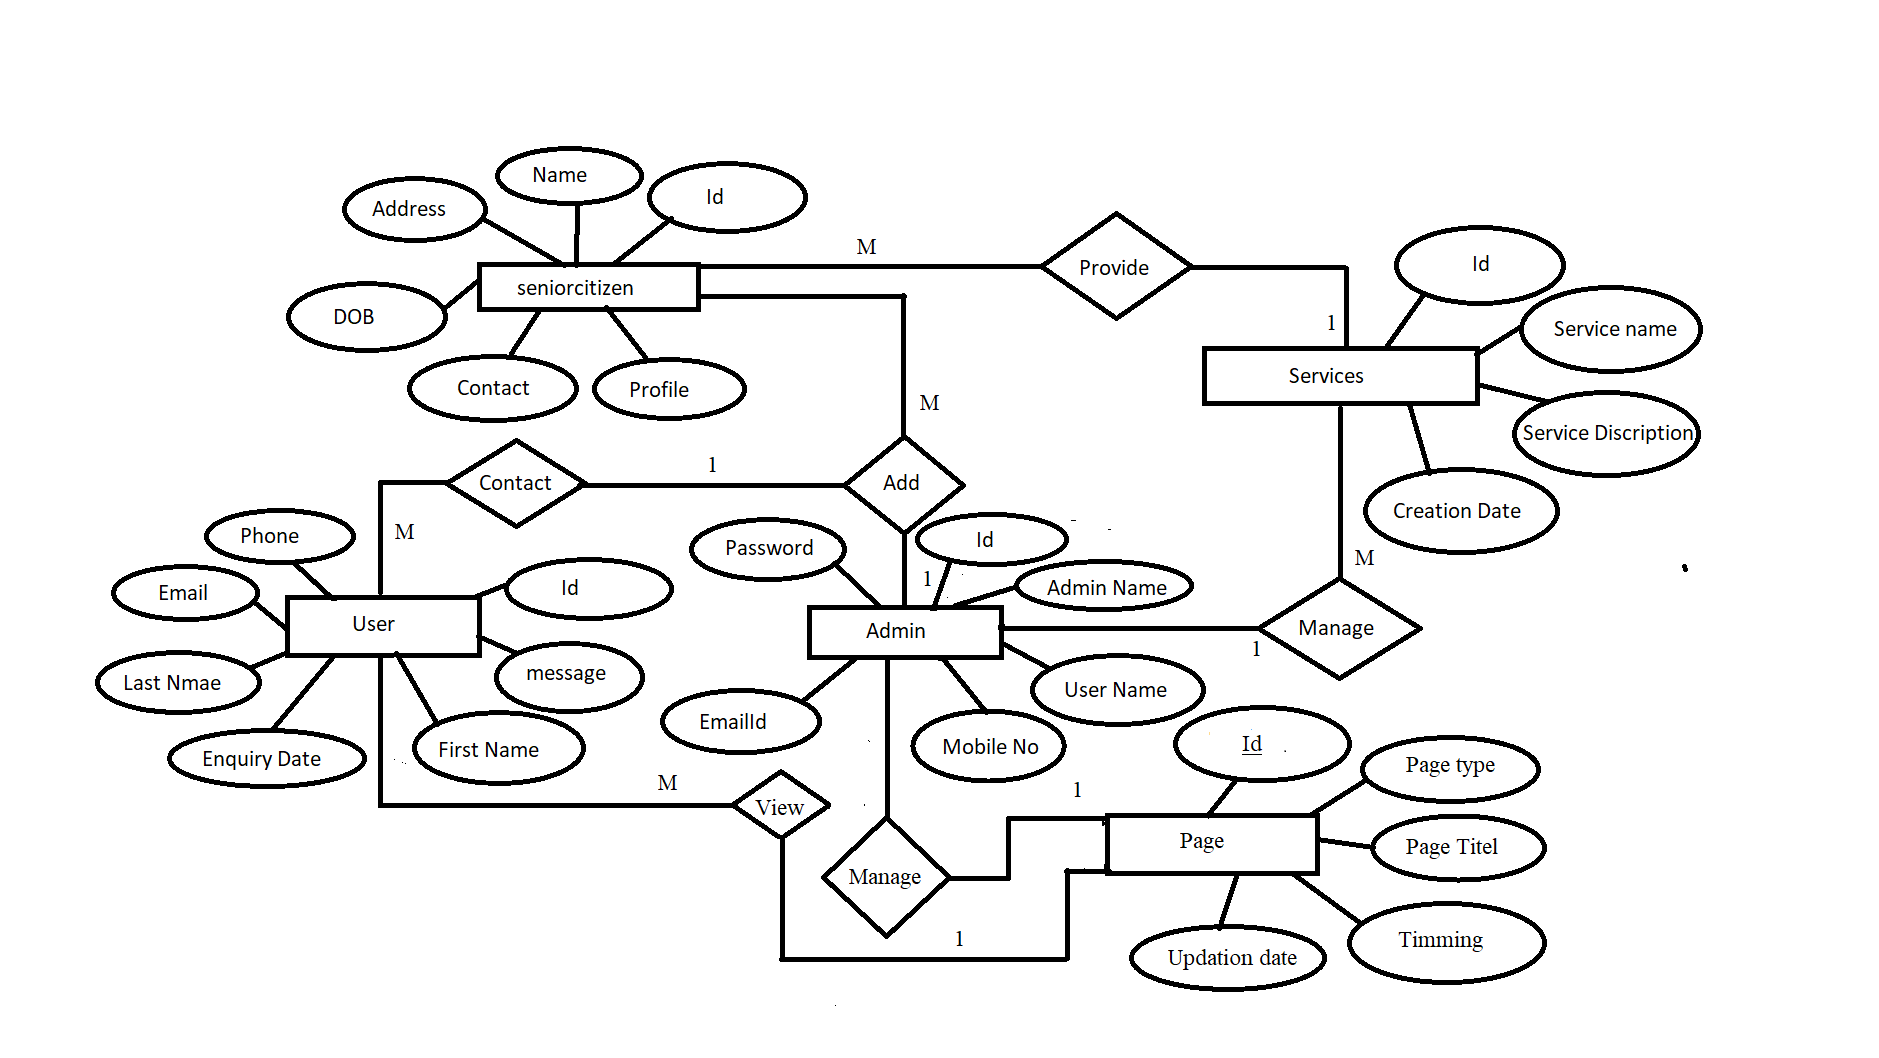 Name
Id
Address
M
Provide
Id
seniorcitizen
DOB
1
Service name
Services
Contact
Profile
M
Service Discription
1
Contact
Add
Creation Date
M
Phone
Password
Id
M
Email
Id
1
Admin Name
User
Admin
Manage
1
Last Nmae
message
User Name
EmailId
Enquiry Date
First Name
Mobile No
Id
Page type
M
View
1
Page
Page Titel
Manage
1
Timming
Updation date